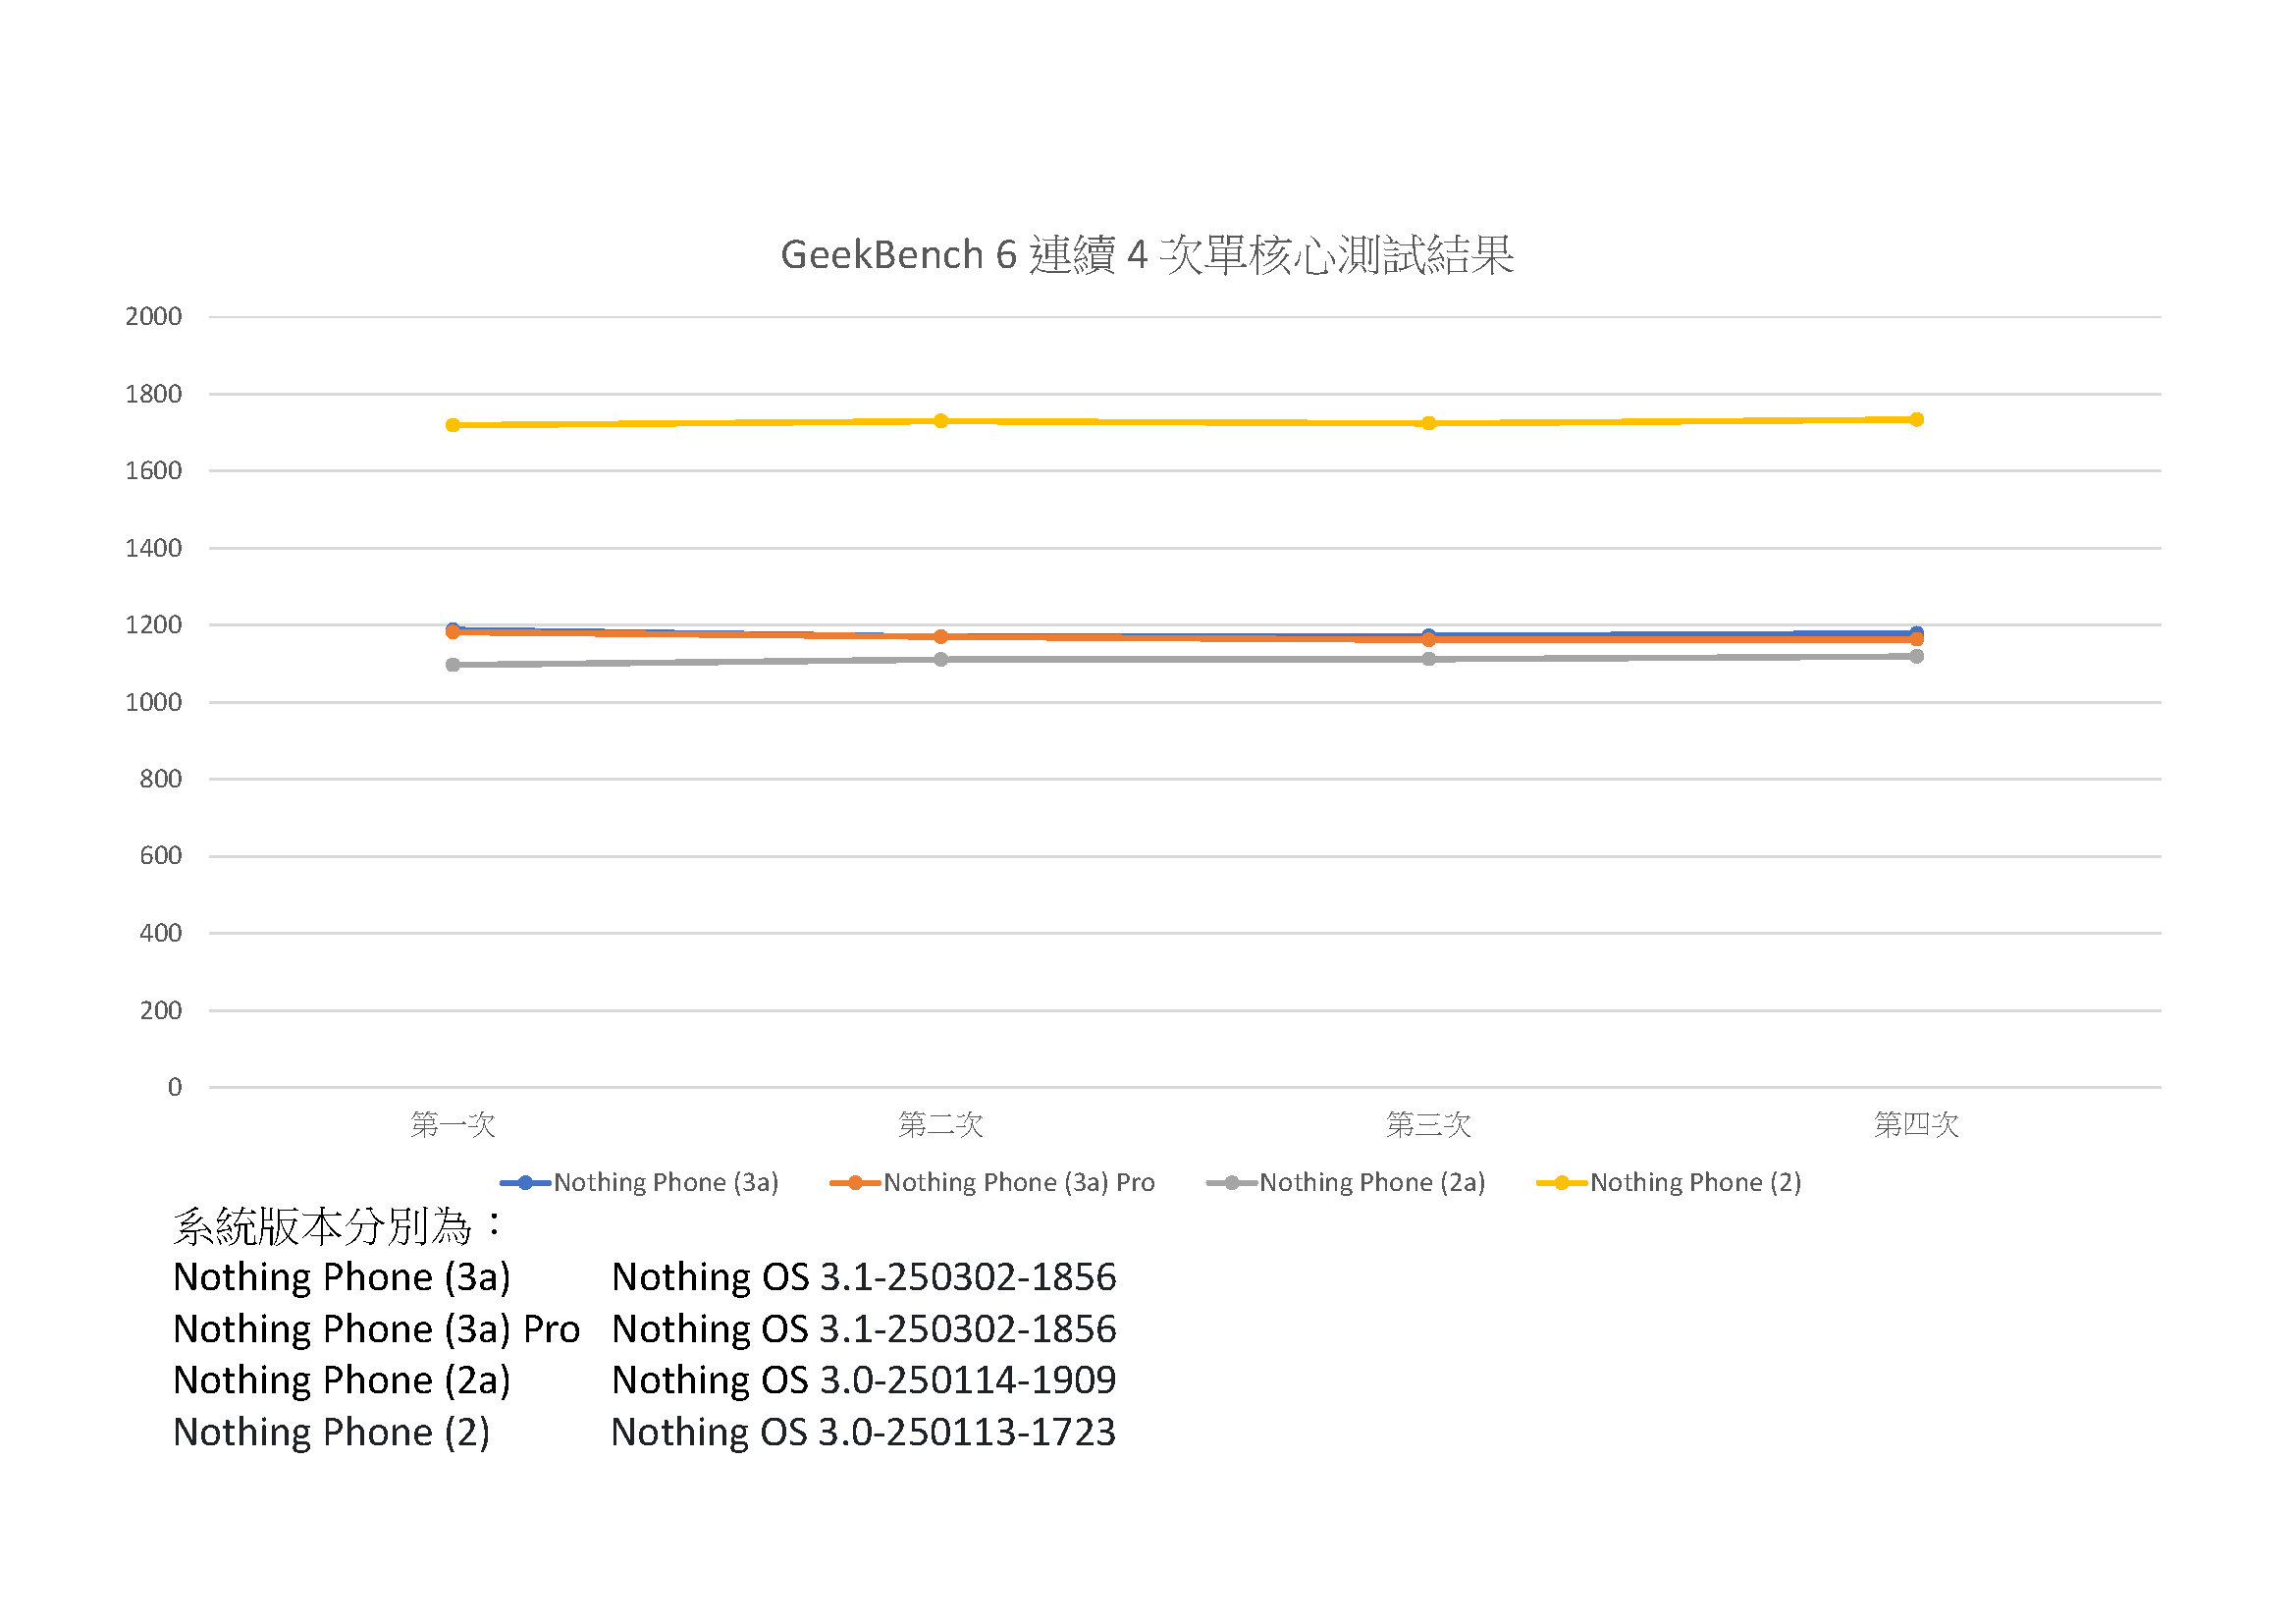 GeekBench 6 連續 4 次單核心測試結果
2000
1800
1600
1400
1200
1000
800
600
400
200
0
第一次 第二次 第三次 第四次
Nothing Phone (3a) Nothing Phone (3a) Pro Nothing Phone (2a) Nothing Phone (2)
系統版本分別為：
Nothing Phone (3a) Nothing OS 3.1-250302-1856
Nothing Phone (3a) Pro Nothing OS 3.1-250302-1856
Nothing Phone (2a) Nothing OS 3.0-250114-1909
Nothing Phone (2) Nothing OS 3.0-250113-1723